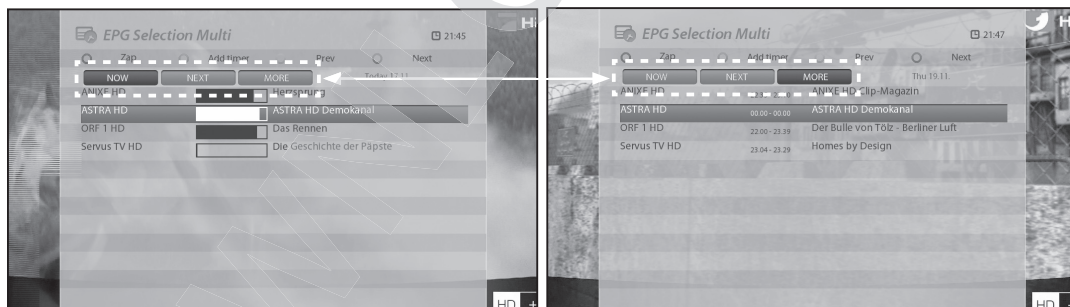 EPG Selection Multi 21:45
Zap Add timer Prev Next
NOW NEXT MORE Today 17.11.
ANIXE HD Herzsprung
ASTRA HD ASTRA HD Demokanal
ORF 1 HD Das Rennen
Servus TV HD Die Geschichte der Päpste
HD +
EPG Selection Multi 21:47
Zap Add timer Prev Next
NOW NEXT MORE Thu 19.11.
ANIXE HD ANIXE HD Clip-Magazin
ASTRA HD 00.00 - 00.00 ASTRA HD Demokanal
ORF 1 HD 22.00 - 23.39 Der Bulle von Tölz - Berliner Luft
Servus TV HD 23.04 - 23.29 Homes by Design
HD +